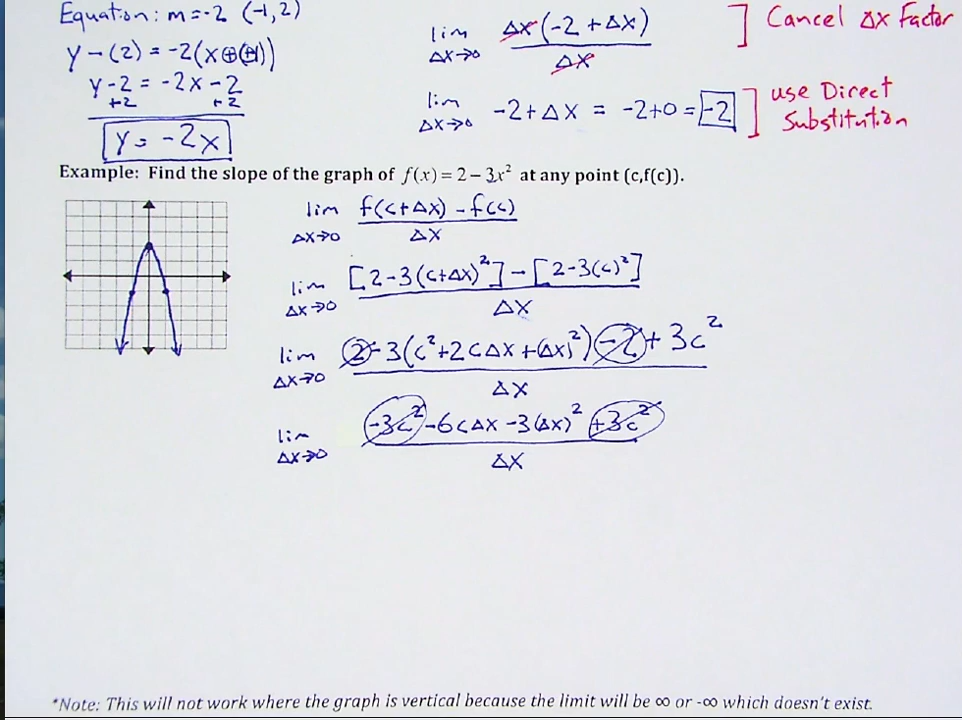 Equation: m=-2 (-1,2)
y-(2) = -2(x⊕(+1))
y-2 = -2x-2
+2 +2
y= -2x
lim Δx(-2+Δx)
Δx→0 Δx
lim -2+Δx = -2+0 = -2
Δx→0
] Cancel Δx Factor
] use Direct
Substitution
Example: Find the slope of the graph of f(x) = 2 − 3x² at any point (c,f(c)).
lim f(c+Δx) - f(c)
Δx→0 Δx
lim [2-3(c+Δx)²] - [2-3(c)²]
Δx→0 Δx
lim 2-3(c²+2cΔx+(Δx)²)-2+3c²
Δx→0 Δx
lim -3c²-6cΔx-3(Δx)²+3c²
Δx→0 Δx
*Note: This will not work where the graph is vertical because the limit will be ∞ or -∞ which doesn't exist.